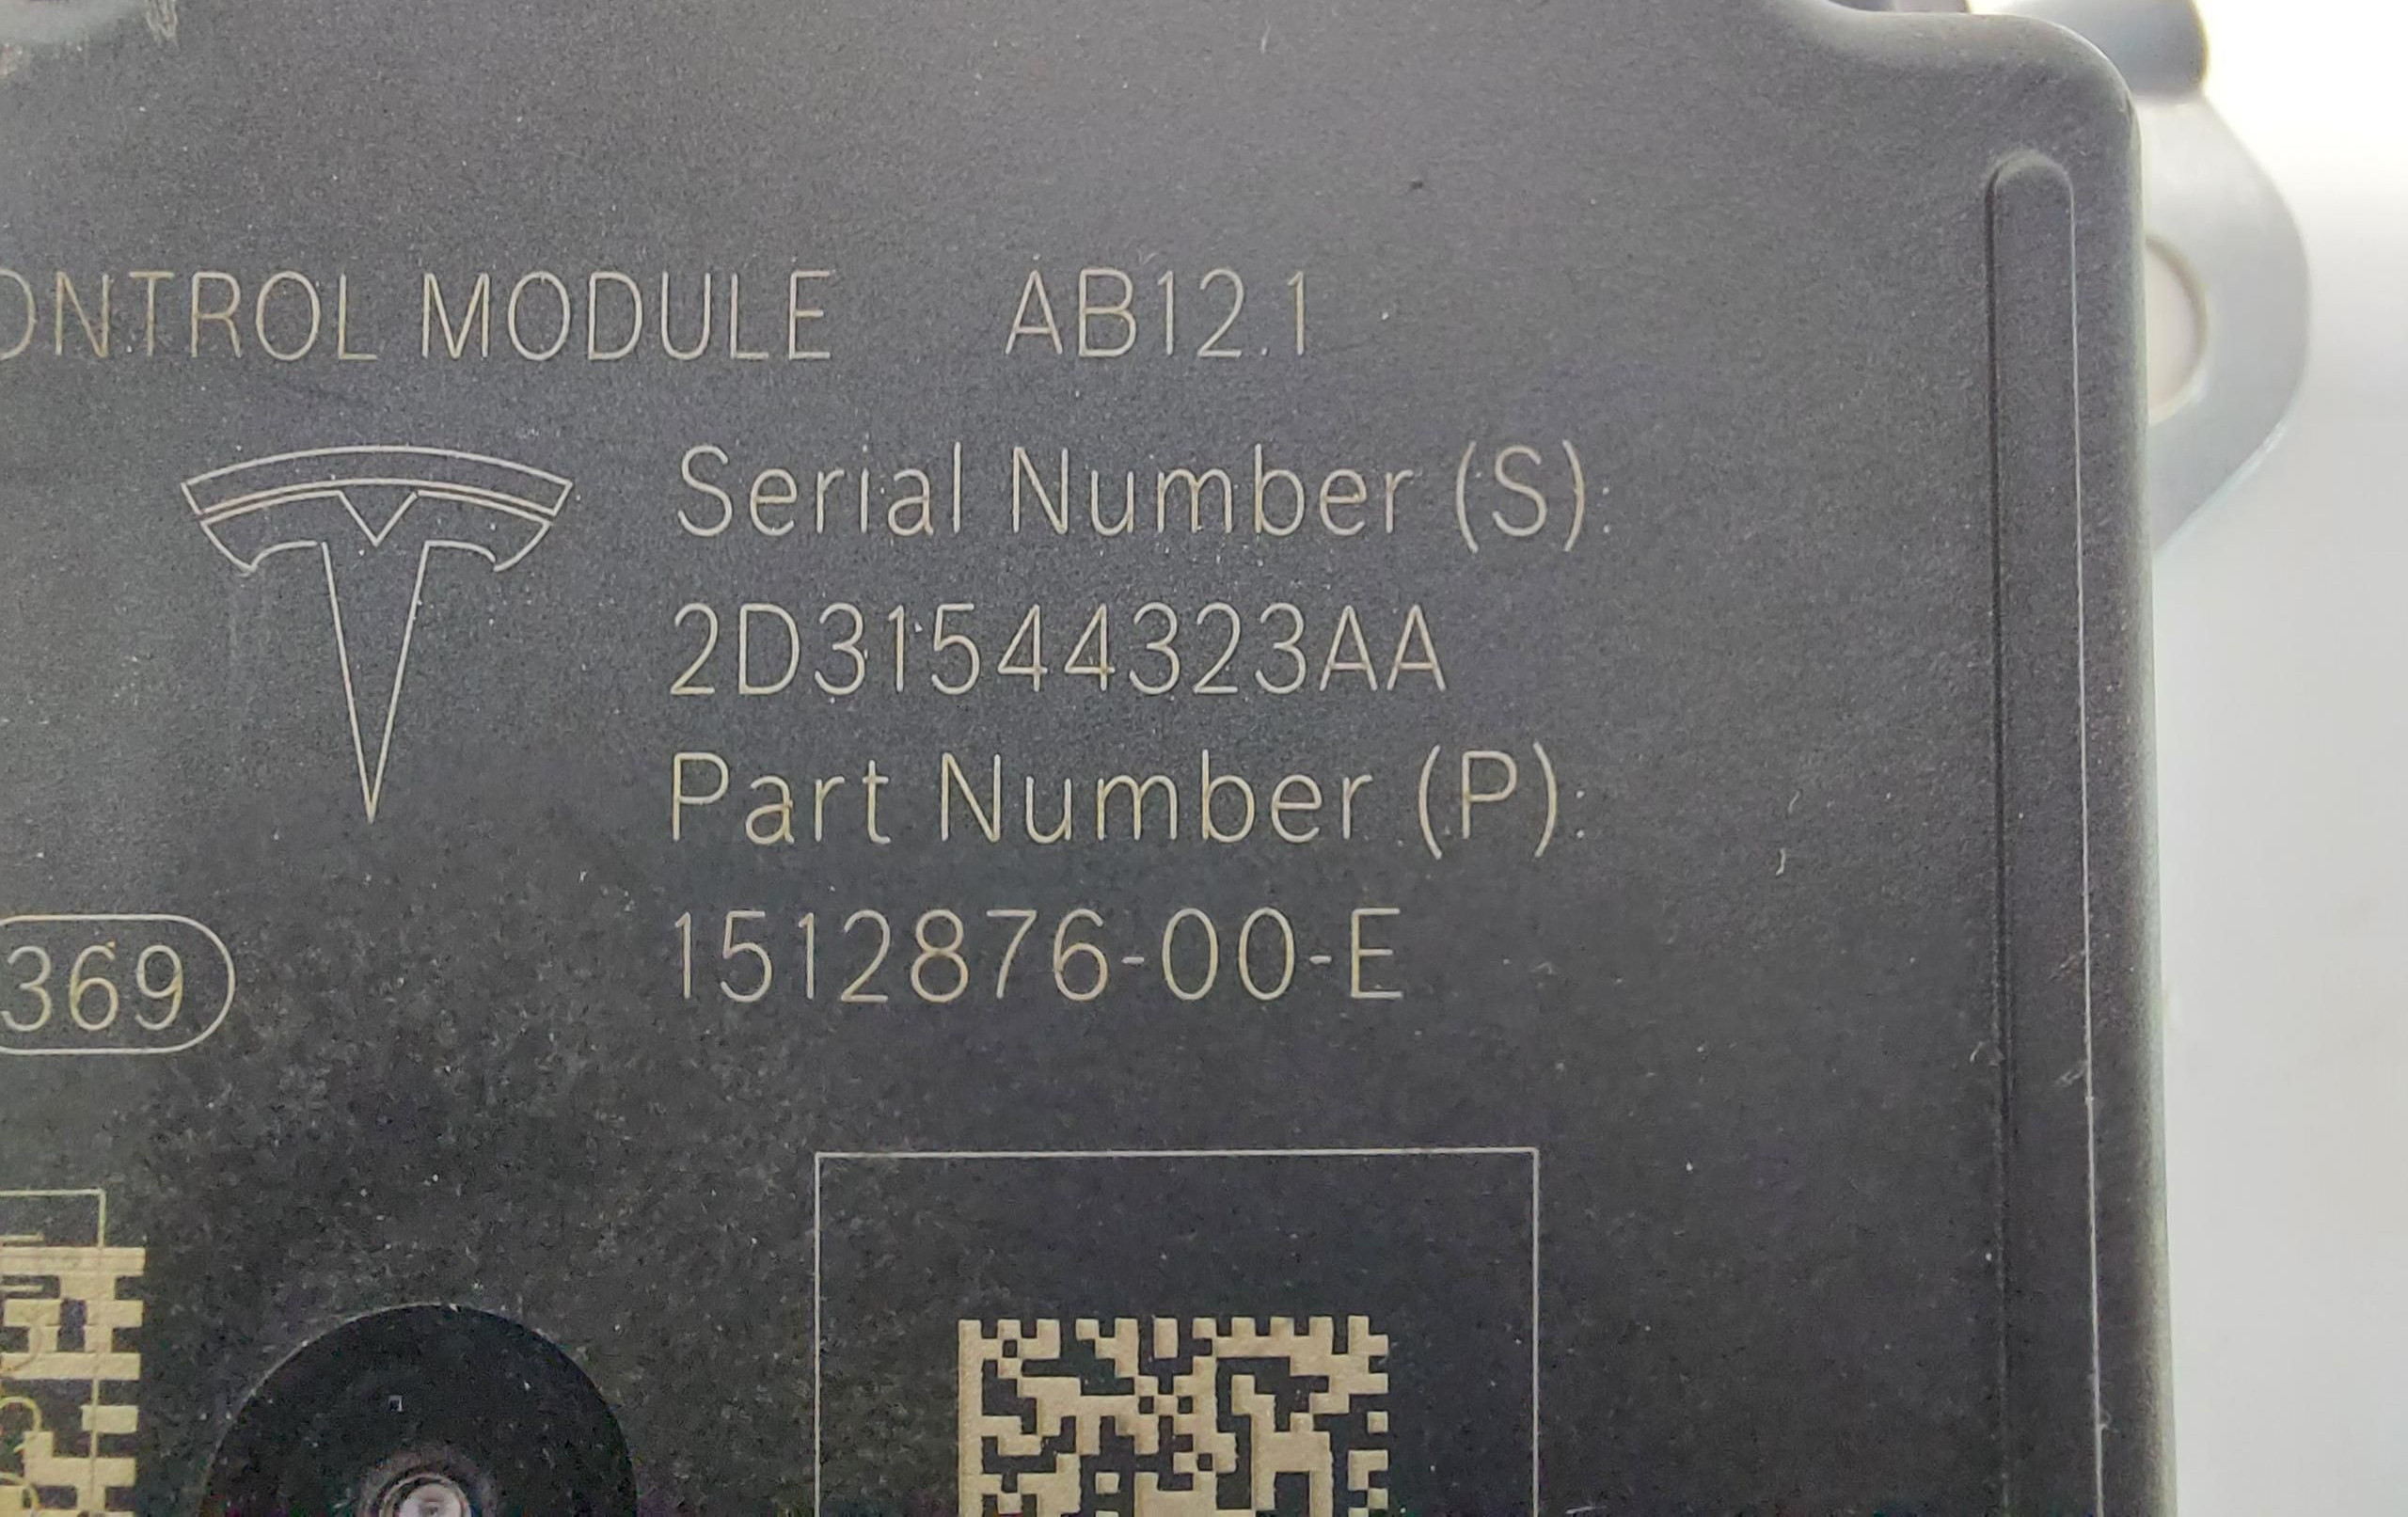 ONTROL MODULE AB12.1
Serial Number (S):
2D31544323AA
Part Number (P):
1512876-00-E
369